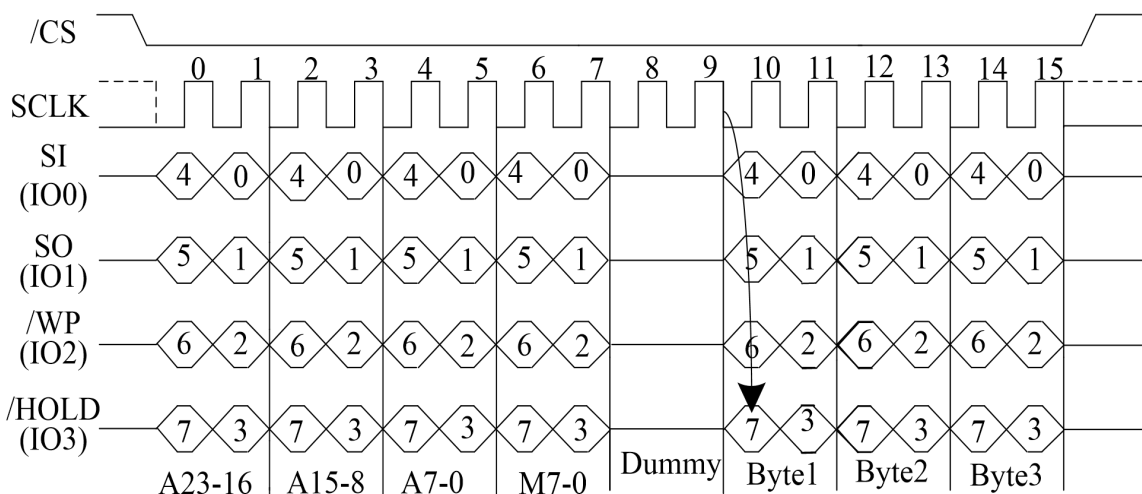 /CS
0 1 2 3 4 5 6 7 8 9 10 11 12 13 14 15
SCLK
SI
(IO0)
4 0 4 0 4 0 4 0 4 0 4 0 4 0
SO
(IO1)
5 1 5 1 5 1 5 1 5 1 5 1 5 1
/WP
(IO2)
6 2 6 2 6 2 6 2 6 2 6 2 6 2
/HOLD
(IO3)
7 3 7 3 7 3 7 3 7 3 7 3 7 3
A23-16 A15-8 A7-0 M7-0 Dummy Byte1 Byte2 Byte3